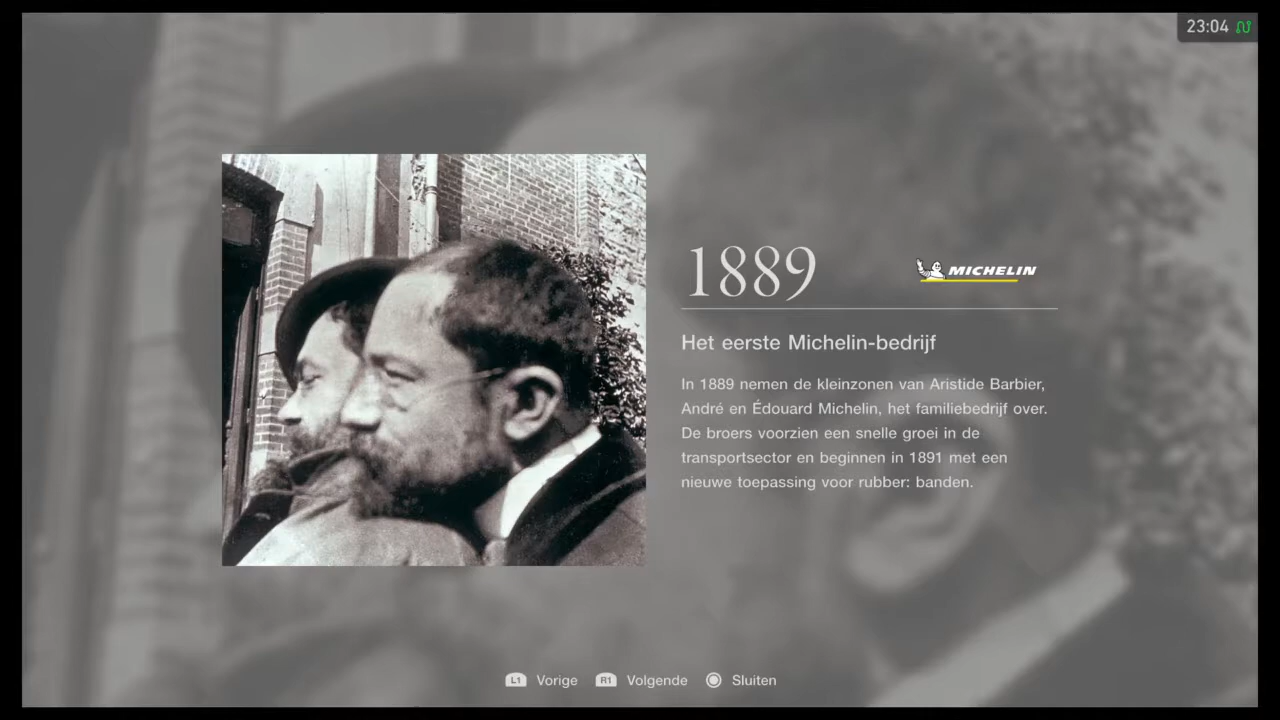 23:04
1889
MICHELIN
Het eerste Michelin-bedrijf
In 1889 nemen de kleinzonen van Aristide Barbier,
André en Édouard Michelin, het familiebedrijf over.
De broers voorzien een snelle groei in de
transportsector en beginnen in 1891 met een
nieuwe toepassing voor rubber: banden.
L1 Vorige R1 Volgende Sluiten